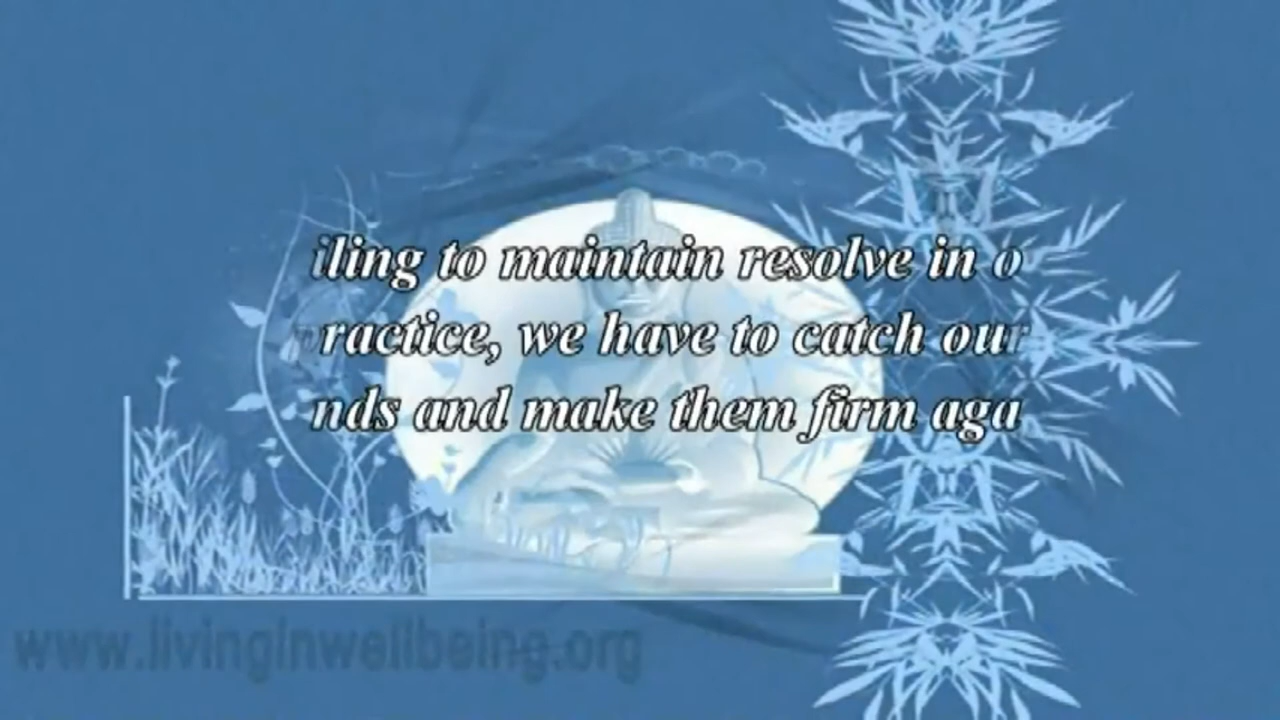 iling to maintain resolve in o
ractice, we have to catch our
nds and make them firm aga
www.livinginwellbeing.org